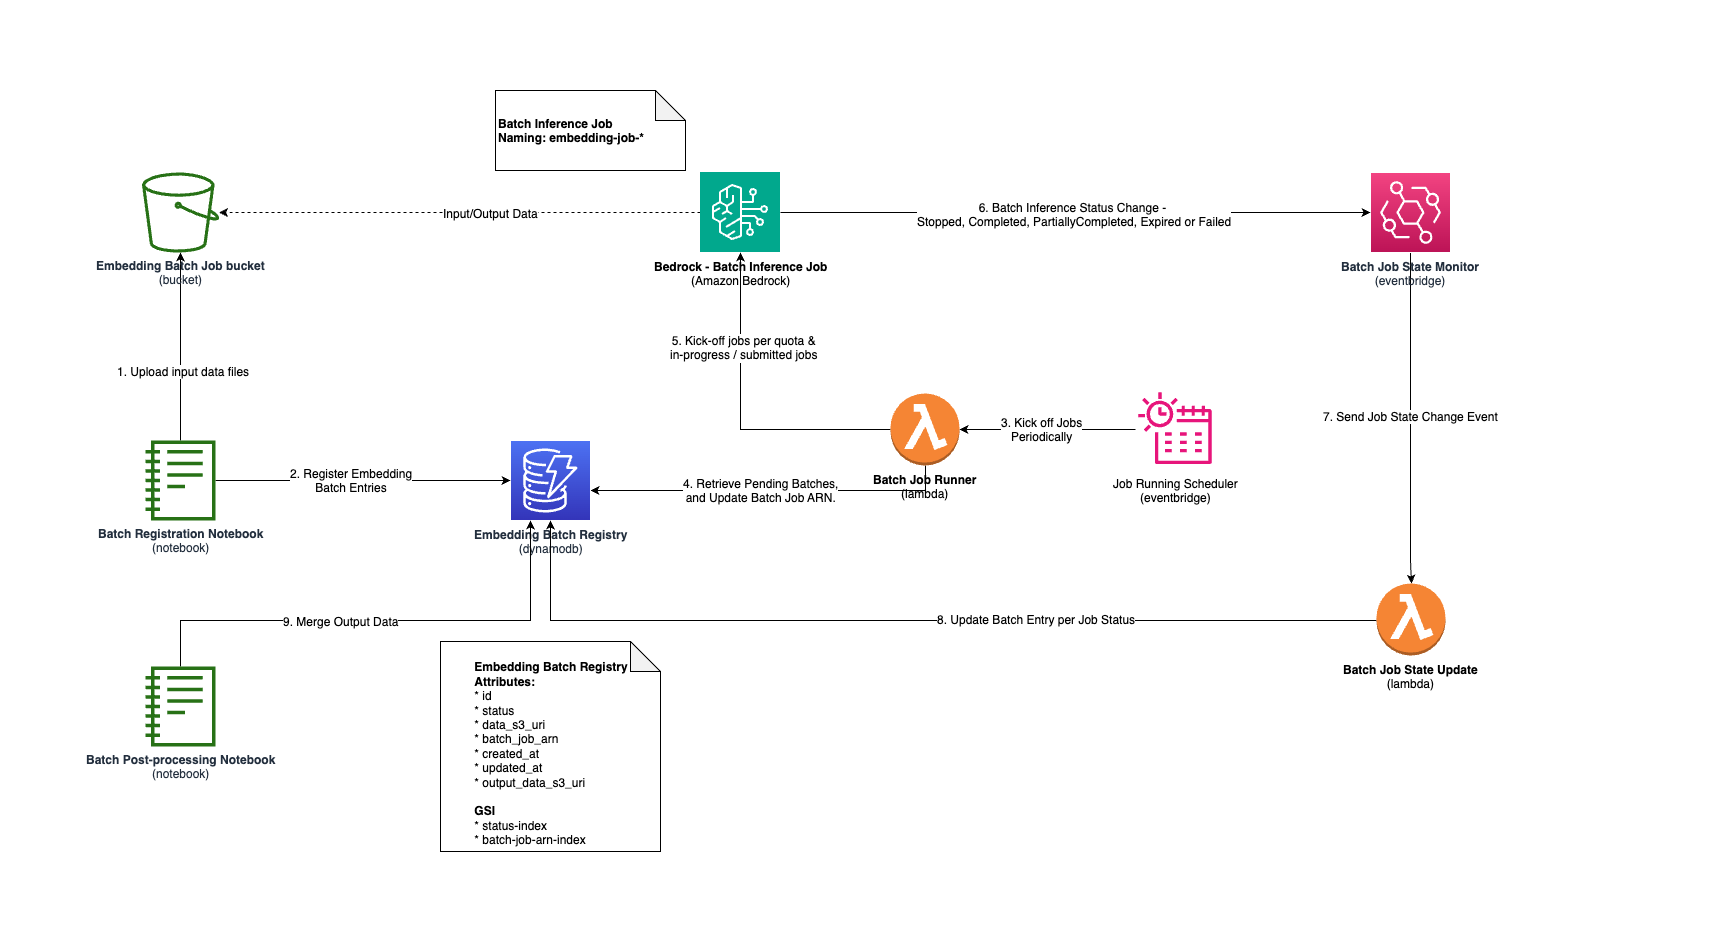 Batch Inference Job
Naming: embedding-job-*
Input/Output Data
6. Batch Inference Status Change -
Stopped, Completed, PartiallyCompleted, Expired or Failed
Embedding Batch Job bucket
(bucket)
Bedrock - Batch Inference Job
(Amazon Bedrock)
Batch Job State Monitor
(eventbridge)
5. Kick-off jobs per quota &
in-progress / submitted jobs
1. Upload input data files
7. Send Job State Change Event
3. Kick off Jobs
Periodically
2. Register Embedding
Batch Entries
Batch Job Runner
(lambda)
4. Retrieve Pending Batches,
and Update Batch Job ARN.
Job Running Scheduler
(eventbridge)
Batch Registration Notebook
(notebook)
Embedding Batch Registry
(dynamodb)
9. Merge Output Data
8. Update Batch Entry per Job Status
Batch Job State Update
(lambda)
Batch Post-processing Notebook
(notebook)
Embedding Batch Registry
Attributes:
* id
* status
* data_s3_uri
* batch_job_arn
* created_at
* updated_at
* output_data_s3_uri
GSI
* status-index
* batch-job-arn-index